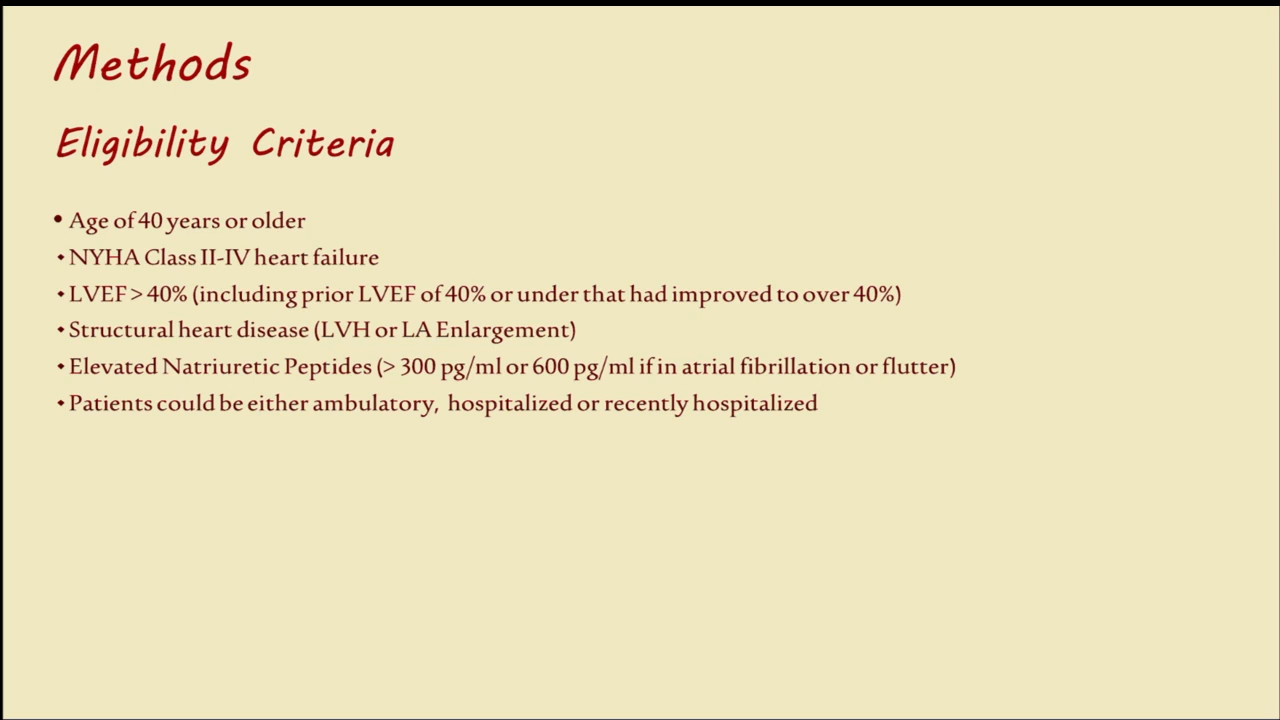 Methods
Eligibility Criteria
• Age of 40 years or older
• NYHA Class II-IV heart failure
• LVEF > 40% (including prior LVEF of 40% or under that had improved to over 40%)
• Structural heart disease (LVH or LA Enlargement)
• Elevated Natriuretic Peptides (> 300 pg/ml or 600 pg/ml if in atrial fibrillation or flutter)
• Patients could be either ambulatory, hospitalized or recently hospitalized